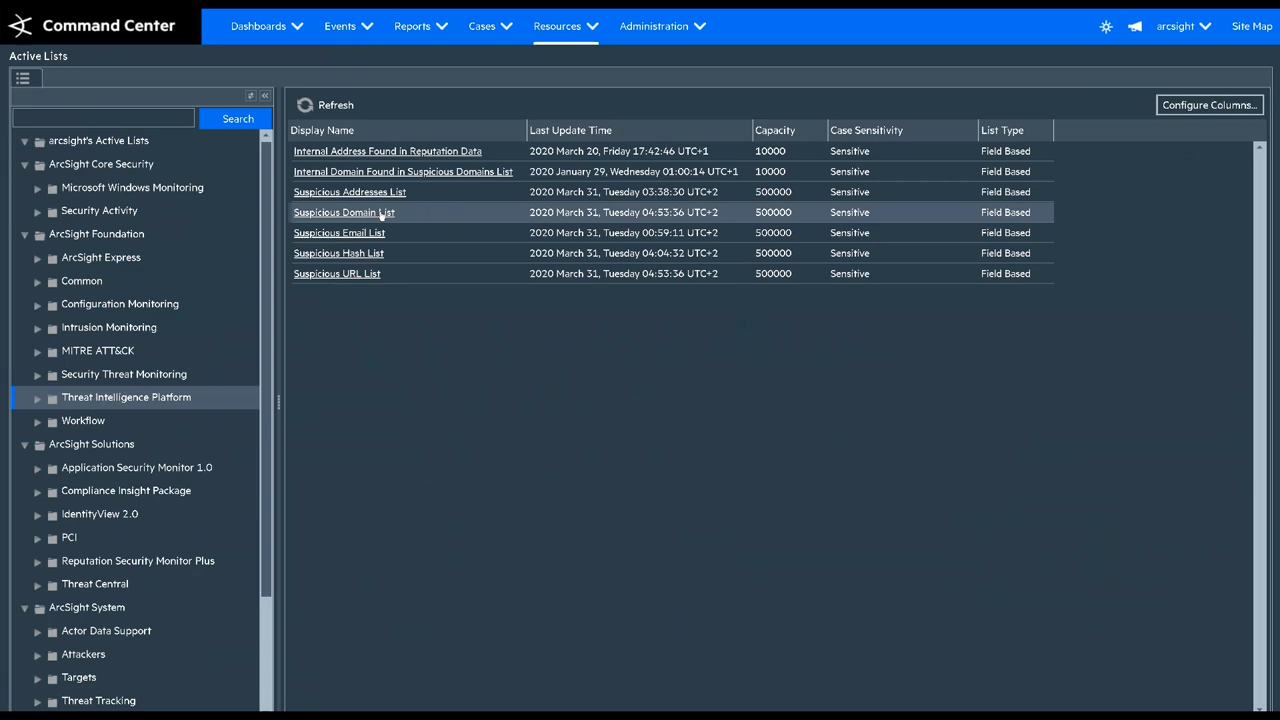 Command Center
Dashboards Events Reports Cases Resources Administration arcsight Site Map
Active Lists
Search
arcsight's Active Lists
ArcSight Core Security
Microsoft Windows Monitoring
Security Activity
ArcSight Foundation
ArcSight Express
Common
Configuration Monitoring
Intrusion Monitoring
MITRE ATT&CK
Security Threat Monitoring
Threat Intelligence Platform
Workflow
ArcSight Solutions
Application Security Monitor 1.0
Compliance Insight Package
IdentityView 2.0
PCI
Reputation Security Monitor Plus
Threat Central
ArcSight System
Actor Data Support
Attackers
Targets
Threat Tracking
Refresh Configure Columns...
Display Name Last Update Time Capacity Case Sensitivity List Type
Internal Address Found in Reputation Data 2020 March 20, Friday 17:42:46 UTC+1 10000 Sensitive Field Based
Internal Domain Found in Suspicious Domains List 2020 January 29, Wednesday 01:00:14 UTC+1 10000 Sensitive Field Based
Suspicious Addresses List 2020 March 31, Tuesday 03:38:30 UTC+2 500000 Sensitive Field Based
Suspicious Domain List 2020 March 31, Tuesday 04:53:36 UTC+2 500000 Sensitive Field Based
Suspicious Email List 2020 March 31, Tuesday 00:59:11 UTC+2 500000 Sensitive Field Based
Suspicious Hash List 2020 March 31, Tuesday 04:04:32 UTC+2 500000 Sensitive Field Based
Suspicious URL List 2020 March 31, Tuesday 04:53:36 UTC+2 500000 Sensitive Field Based